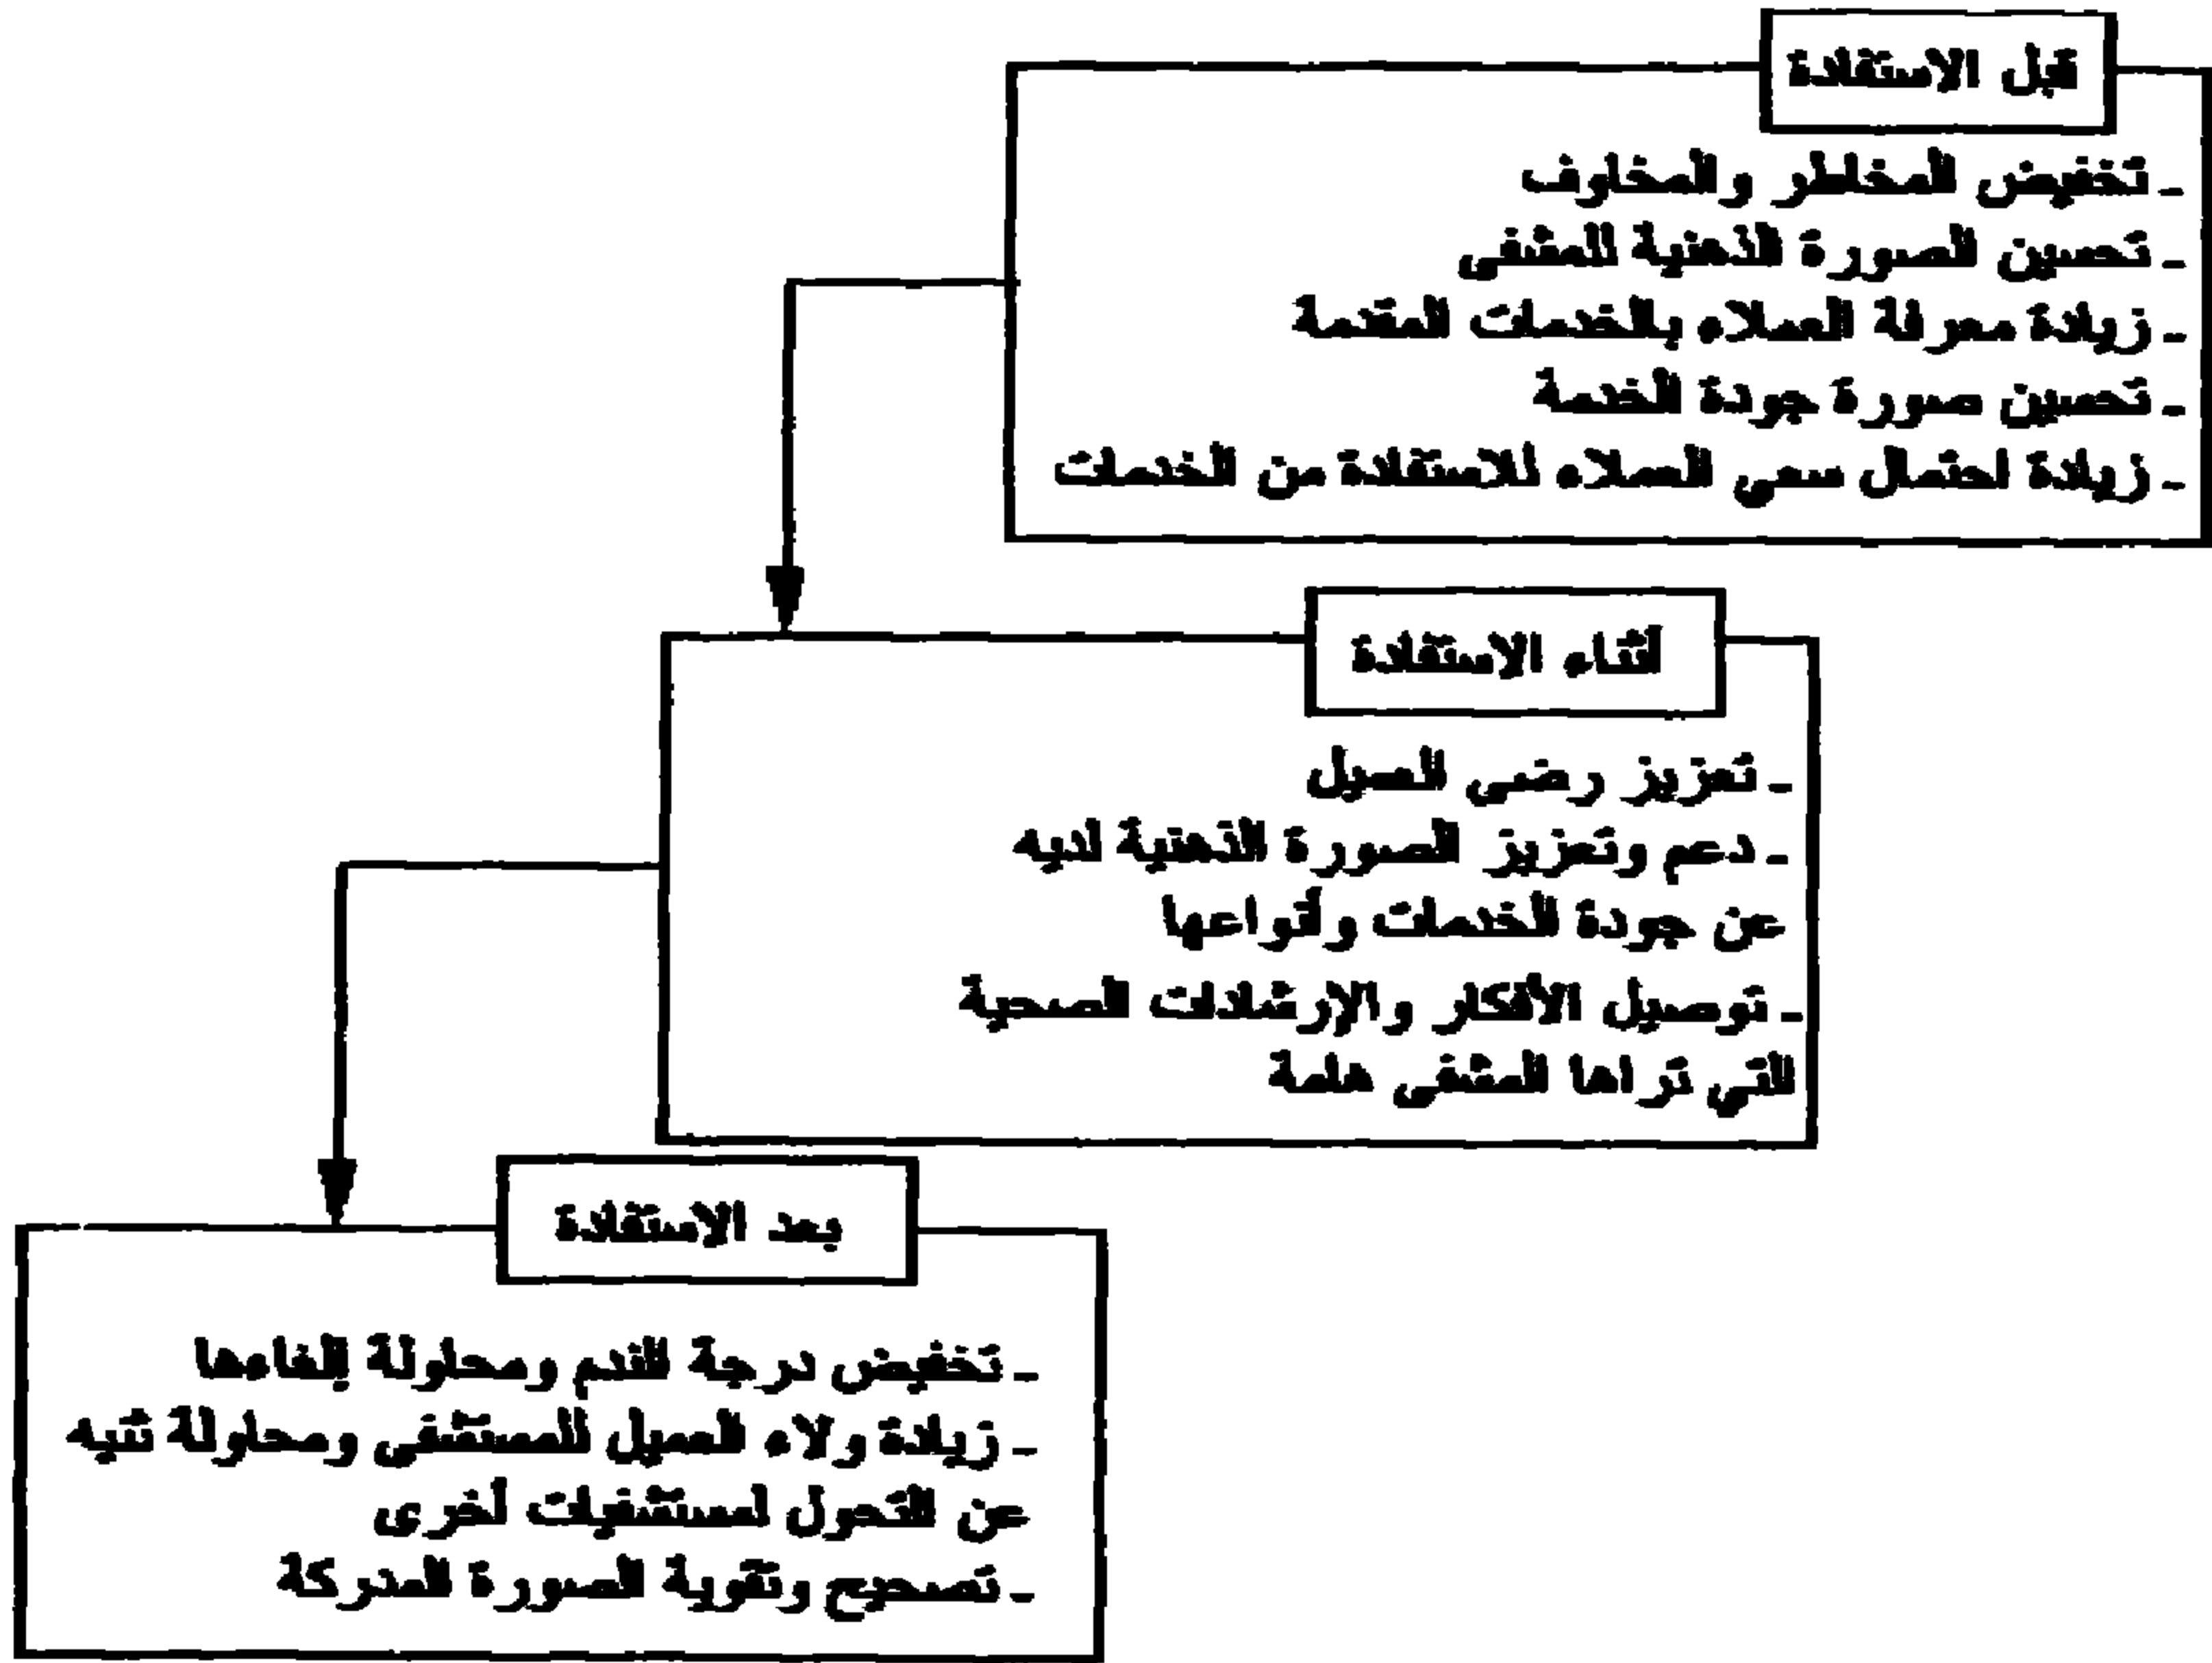 قبل الاستفادة
- تخفيض المخاطر و المخاوف
- تحسين الصورة الذهنية للمشفى
- زيادة معرفة العملاء بالخدمات المقدمة
- تحسين صورة جودة الخدمة
- زيادة احتمال سعي العملاء للاستفادة من الخدمات
أثناء الاستفادة
- تعزيز رضى العميل
- دعم وتعزيز الصورة الذهنية لديه
عن جودة الخدمات وأنواعها
- توصيل الأفكار و الإرشادات الصحية
التي تراها المشفى هامة
بعد الاستفادة
- تخفيض درجة الندم ومحاولة إلغاءها
- زيادة ولاء العميل للمستشفى ومحاولة ثنيه
عن التحول لمستشفيات أخرى
- تصحيح وتقوية الصورة المدركة